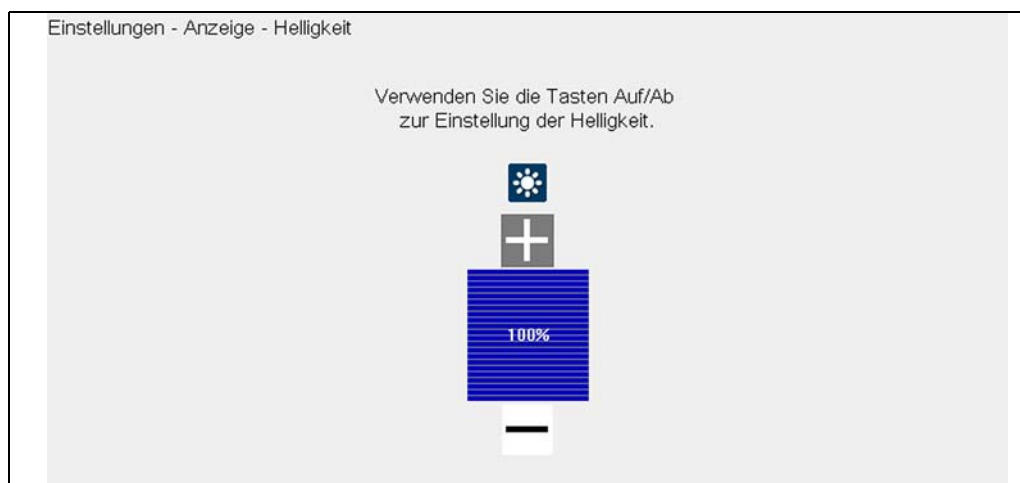 Einstellungen - Anzeige - Helligkeit
Verwenden Sie die Tasten Auf/Ab
zur Einstellung der Helligkeit.
100%